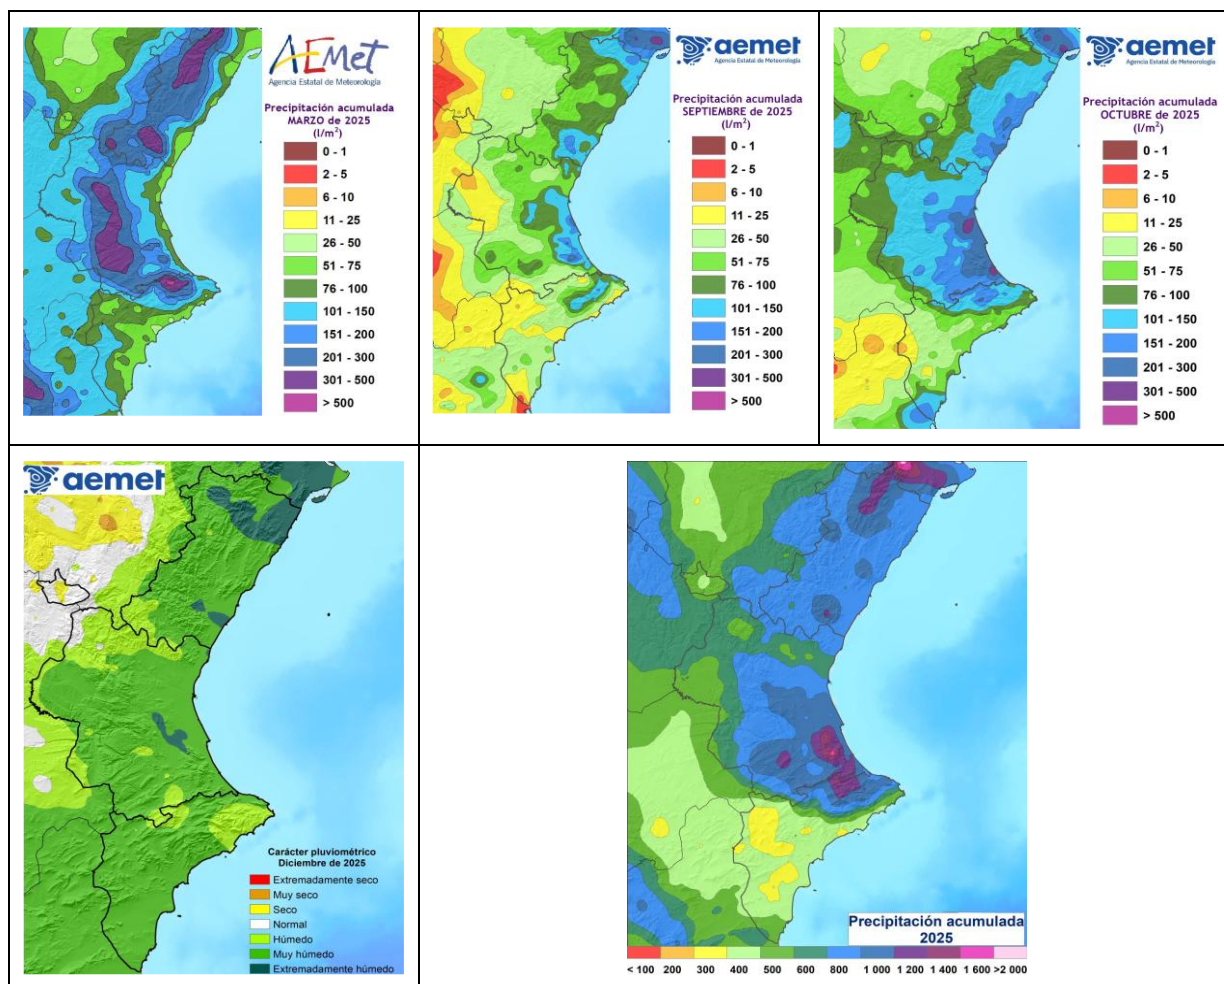 AEMet
Agencia Estatal de Meteorología
Precipitación acumulada
MARZO de 2025
(l/m²)
0 - 1
2 - 5
6 - 10
11 - 25
26 - 50
51 - 75
76 - 100
101 - 150
151 - 200
201 - 300
301 - 500
> 500
aemet
Agencia Estatal de Meteorología
Precipitación acumulada
SEPTIEMBRE de 2025
(l/m²)
0 - 1
2 - 5
6 - 10
11 - 25
26 - 50
51 - 75
76 - 100
101 - 150
151 - 200
201 - 300
301 - 500
> 500
aemet
Agencia Estatal de Meteorología
Precipitación acumulada
OCTUBRE de 2025
(l/m²)
0 - 1
2 - 5
6 - 10
11 - 25
26 - 50
51 - 75
76 - 100
101 - 150
151 - 200
201 - 300
301 - 500
> 500
aemet
Carácter pluviométrico
Diciembre de 2025
Extremadamente seco
Muy seco
Seco
Normal
Húmedo
Muy húmedo
Extremadamente húmedo
Precipitación acumulada
2025
< 100 200 300 400 500 600 800 1 000 1 200 1 400 1 600 >2 000